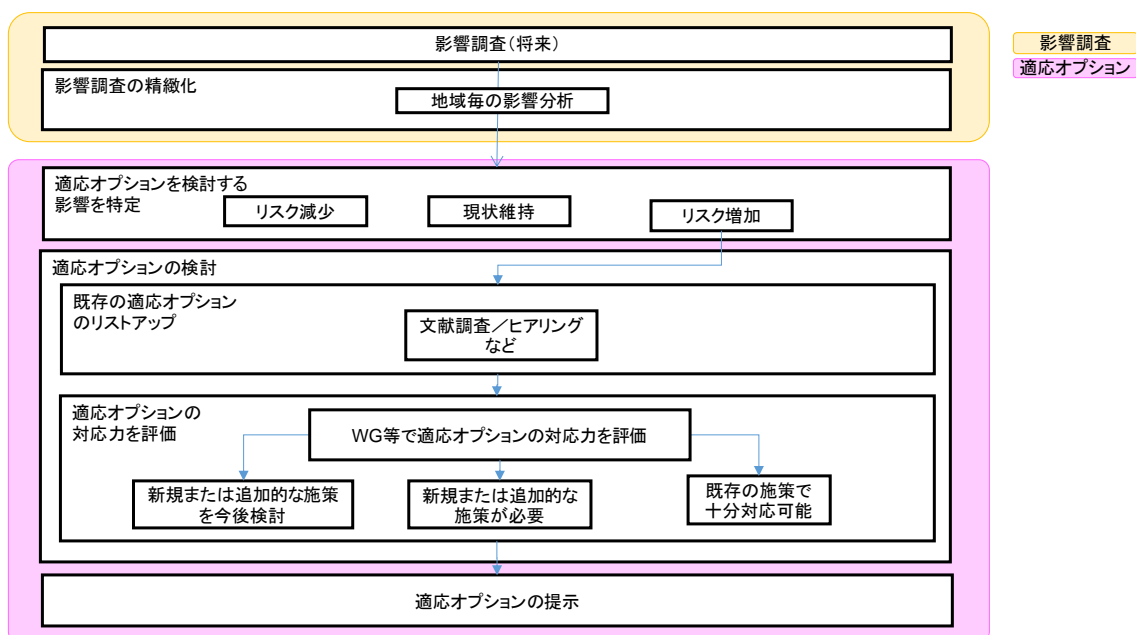 影響調査（将来）
影響調査の精緻化
地域毎の影響分析
影響調査
適応オプション
適応オプションを検討する
影響を特定
リスク減少
現状維持
リスク増加
適応オプションの検討
既存の適応オプション
のリストアップ
文献調査／ヒアリング
など
適応オプションの
対応力を評価
WG等で適応オプションの対応力を評価
新規または追加的な施策
を今後検討
新規または追加的な
施策が必要
既存の施策で
十分対応可能
適応オプションの提示